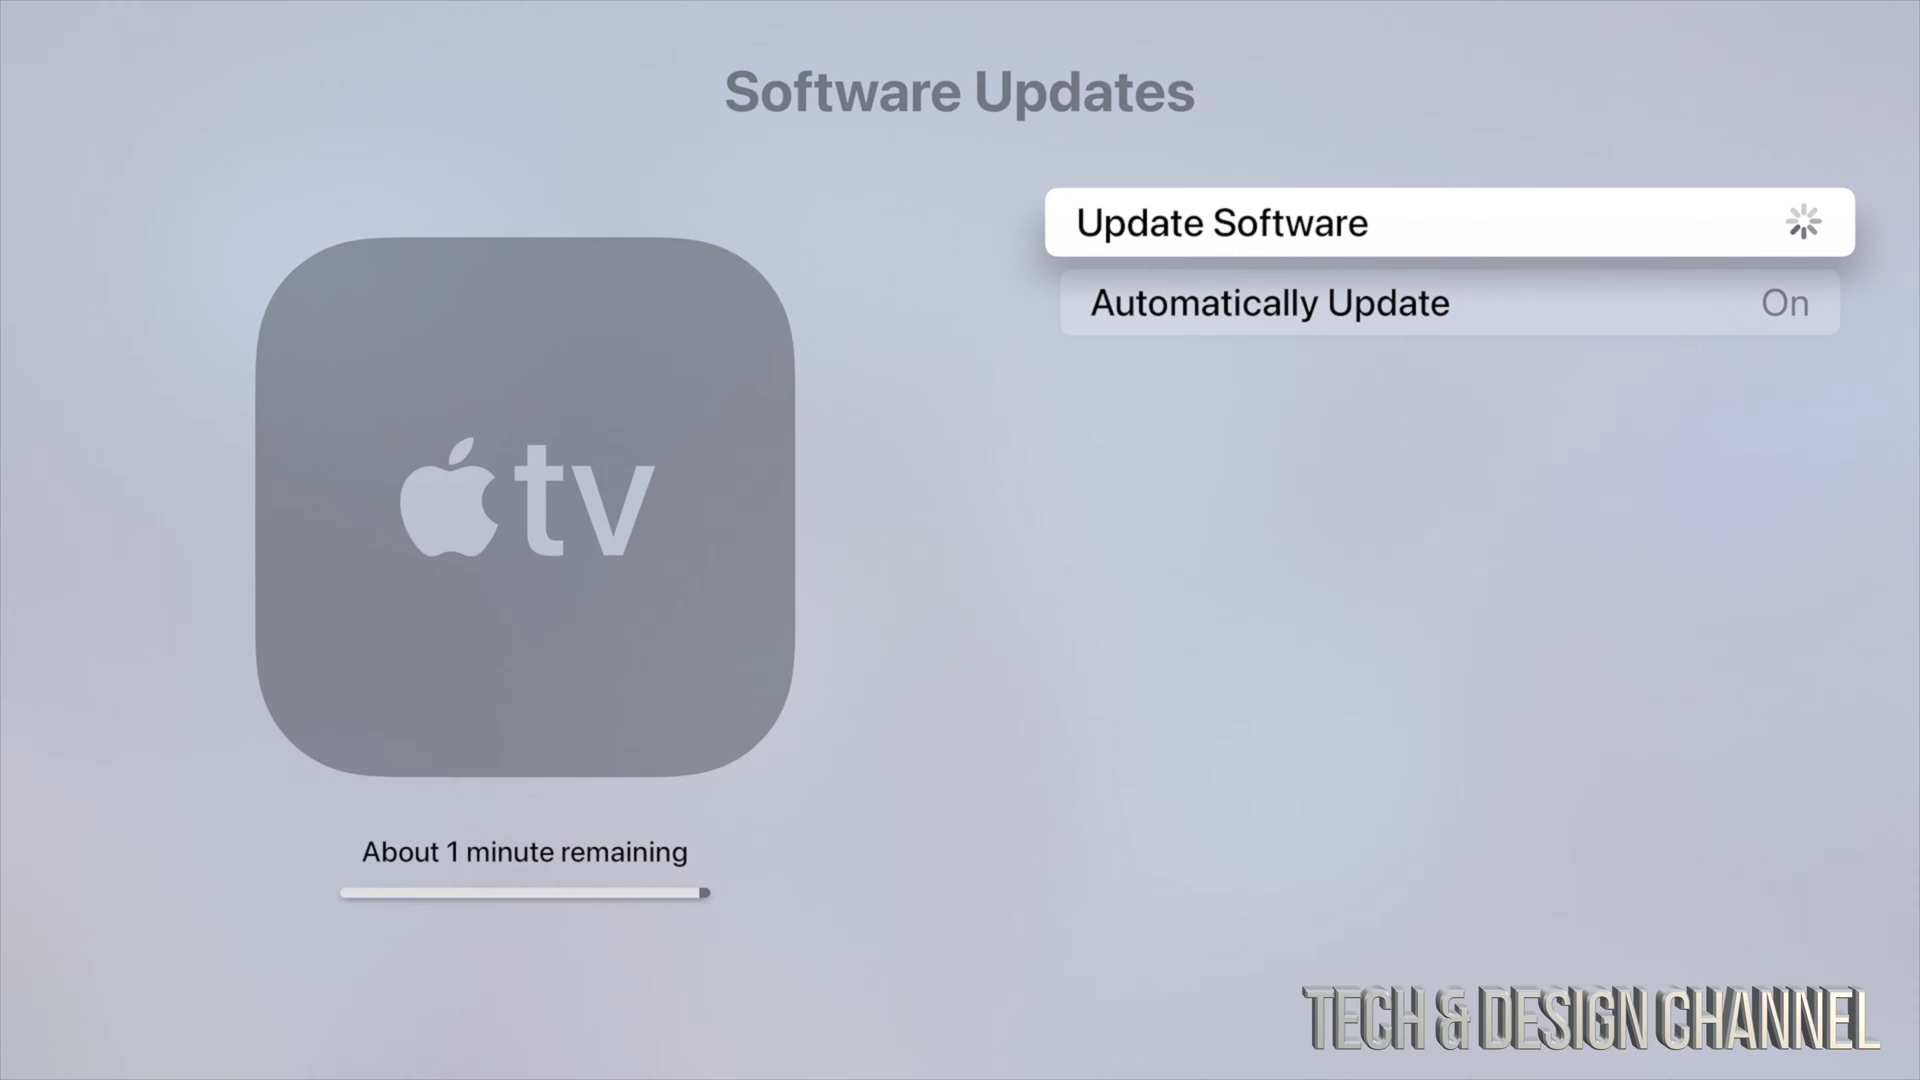 Software Updates
Update Software
Automatically Update On
tv
About 1 minute remaining
TECH & DESIGN CHANNEL